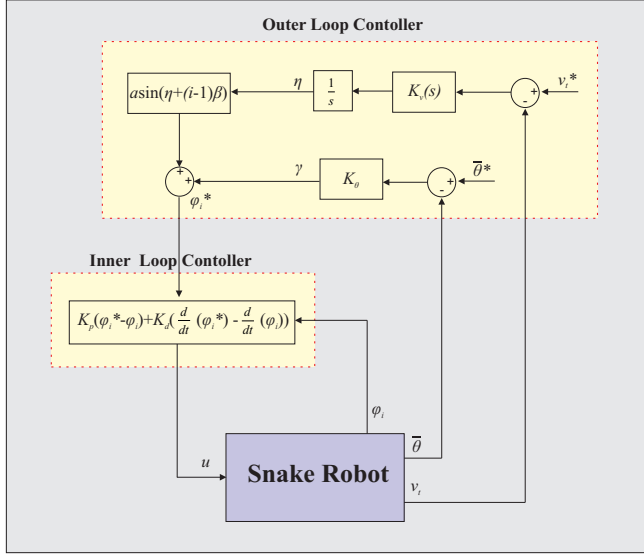 Outer Loop Contoller
asin(η+(i-1)β)
η
1/s
K_v(s)
+
-
v_t*
+
+
φ_i*
γ
K_θ
+
-
θ̅*
Inner Loop Contoller
K_p(φ_i*-φ_i)+K_d(d/dt (φ_i*) - d/dt (φ_i))
φ_i
u
Snake Robot
θ̅
v_t